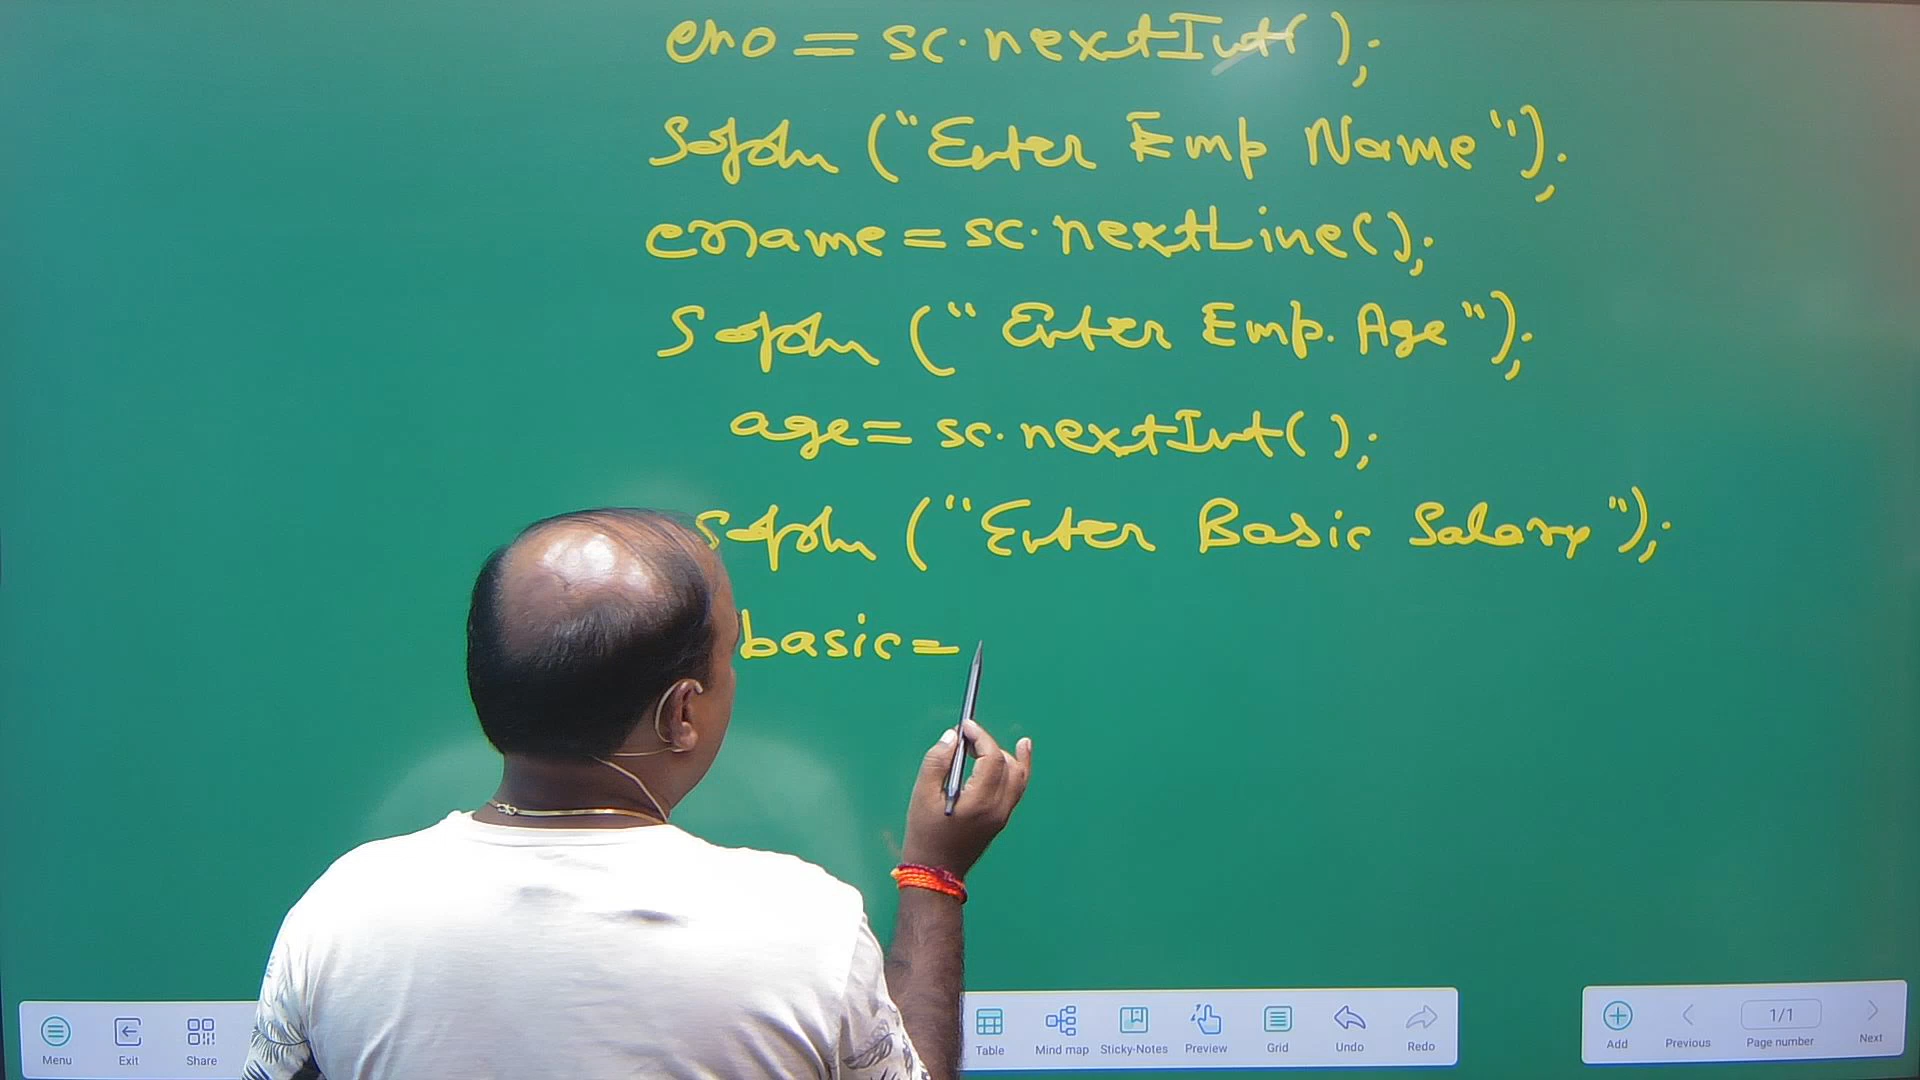 eno = sc.nextInt( );
Sopln ("Enter Emp Name");
ename = sc.nextLine();
Sopln ("Enter Emp. Age");
age = sc.nextInt( );
Sopln ("Enter Basic Salary");
basic =
Menu Exit Share Table Mind map Sticky-Notes Preview Grid Undo Redo Add Previous 1/1 Page number Next